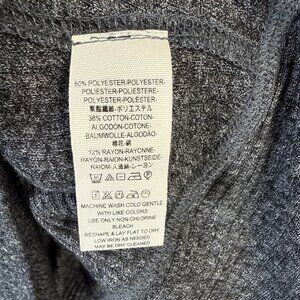 50% POLYESTER-POLYESTER-
POLIESTER-POLIESTERE-
POLYESTER-POLÉSTER-
聚酯纖維-ポリエステル
38% COTTON-COTON-
ALGODON-COTONE-
BAUMWOLLE-ALGODÃO-
棉花-綿
12% RAYON-RAYONNE-
RAYON-RAION-KUNSTSEIDE-
RAIOM-人造絲-レーヨン
MACHINE WASH COLD GENTLE
WITH LIKE COLORS
USE ONLY NON-CHLORINE
BLEACH
RESHAPE & LAY FLAT TO DRY
LOW IRON AS NEEDED
MAY BE DRY CLEANED